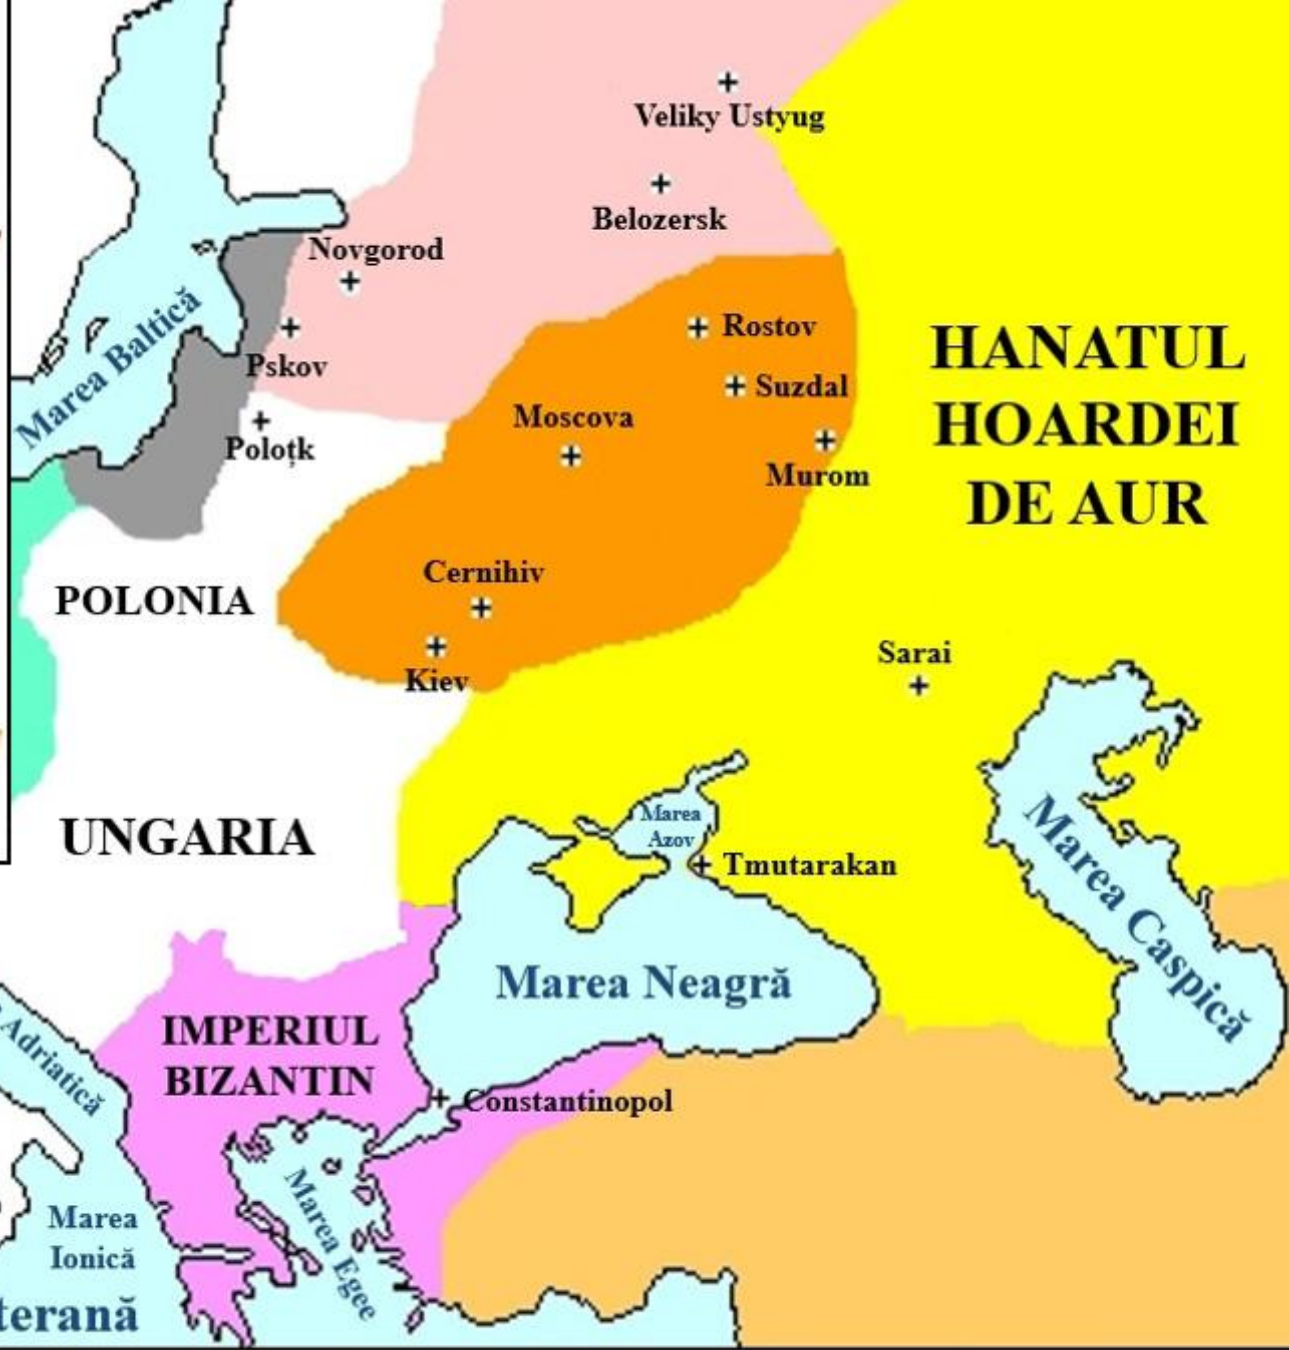 Veliky Ustyug
Belozersk
Novgorod
Marea Baltică
Pskov
Rostov
Suzdal
Moscova
Murom
Poloțk
HANATUL
HOARDEI
DE AUR
Cernihiv
POLONIA
Kiev
Sarai
UNGARIA
Marea
Azov
Tmutarakan
Marea Caspică
Marea Neagră
IMPERIUL
BIZANTIN
Adriatică
Constantinopol
Marea Egee
Marea
Ionică
terană